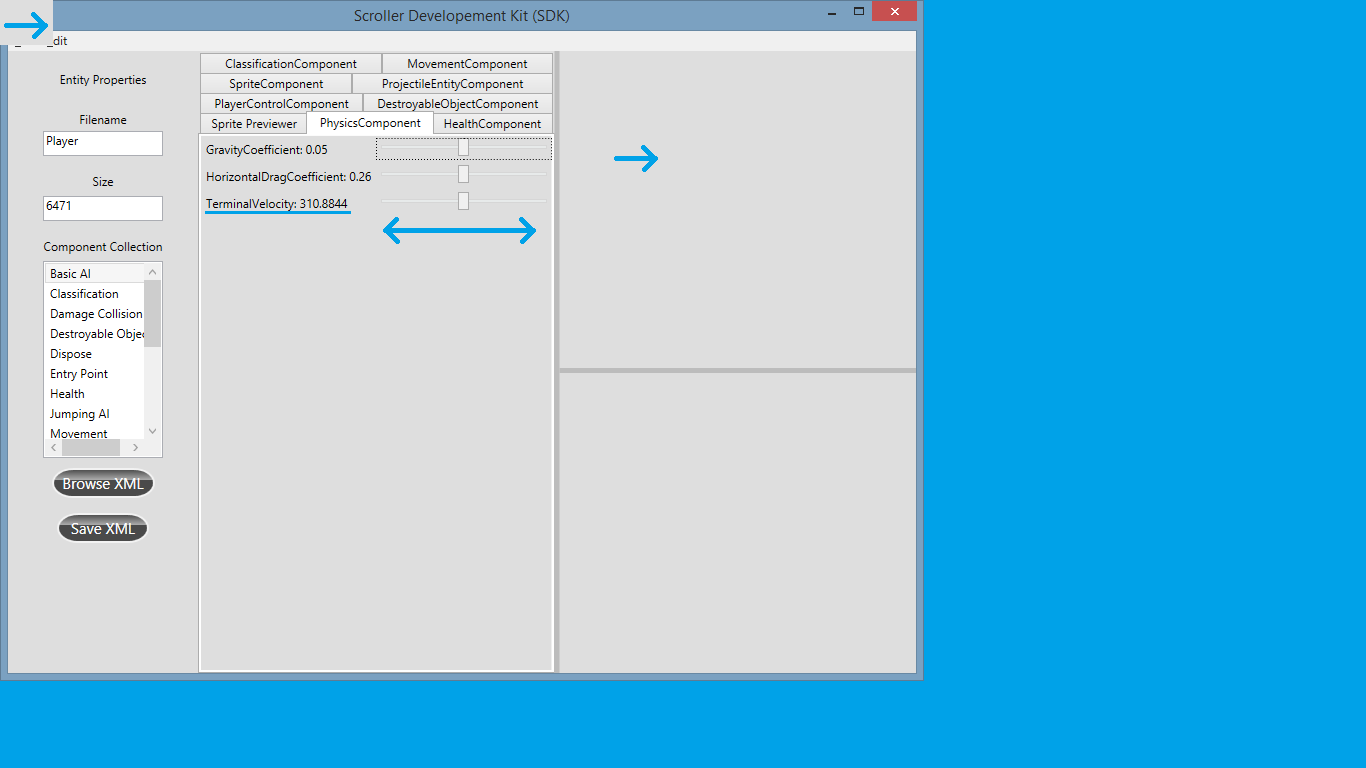 Scroller Developement Kit (SDK)
dit
Entity Properties
Filename
Player
Size
6471
Component Collection
Basic AI
Classification
Damage Collision
Destroyable Objec
Dispose
Entry Point
Health
Jumping AI
Movement
Browse XML
Save XML
ClassificationComponent MovementComponent
SpriteComponent ProjectileEntityComponent
PlayerControlComponent DestroyableObjectComponent
Sprite Previewer PhysicsComponent HealthComponent
GravityCoefficient: 0.05
HorizontalDragCoefficient: 0.26
TerminalVelocity: 310.8844